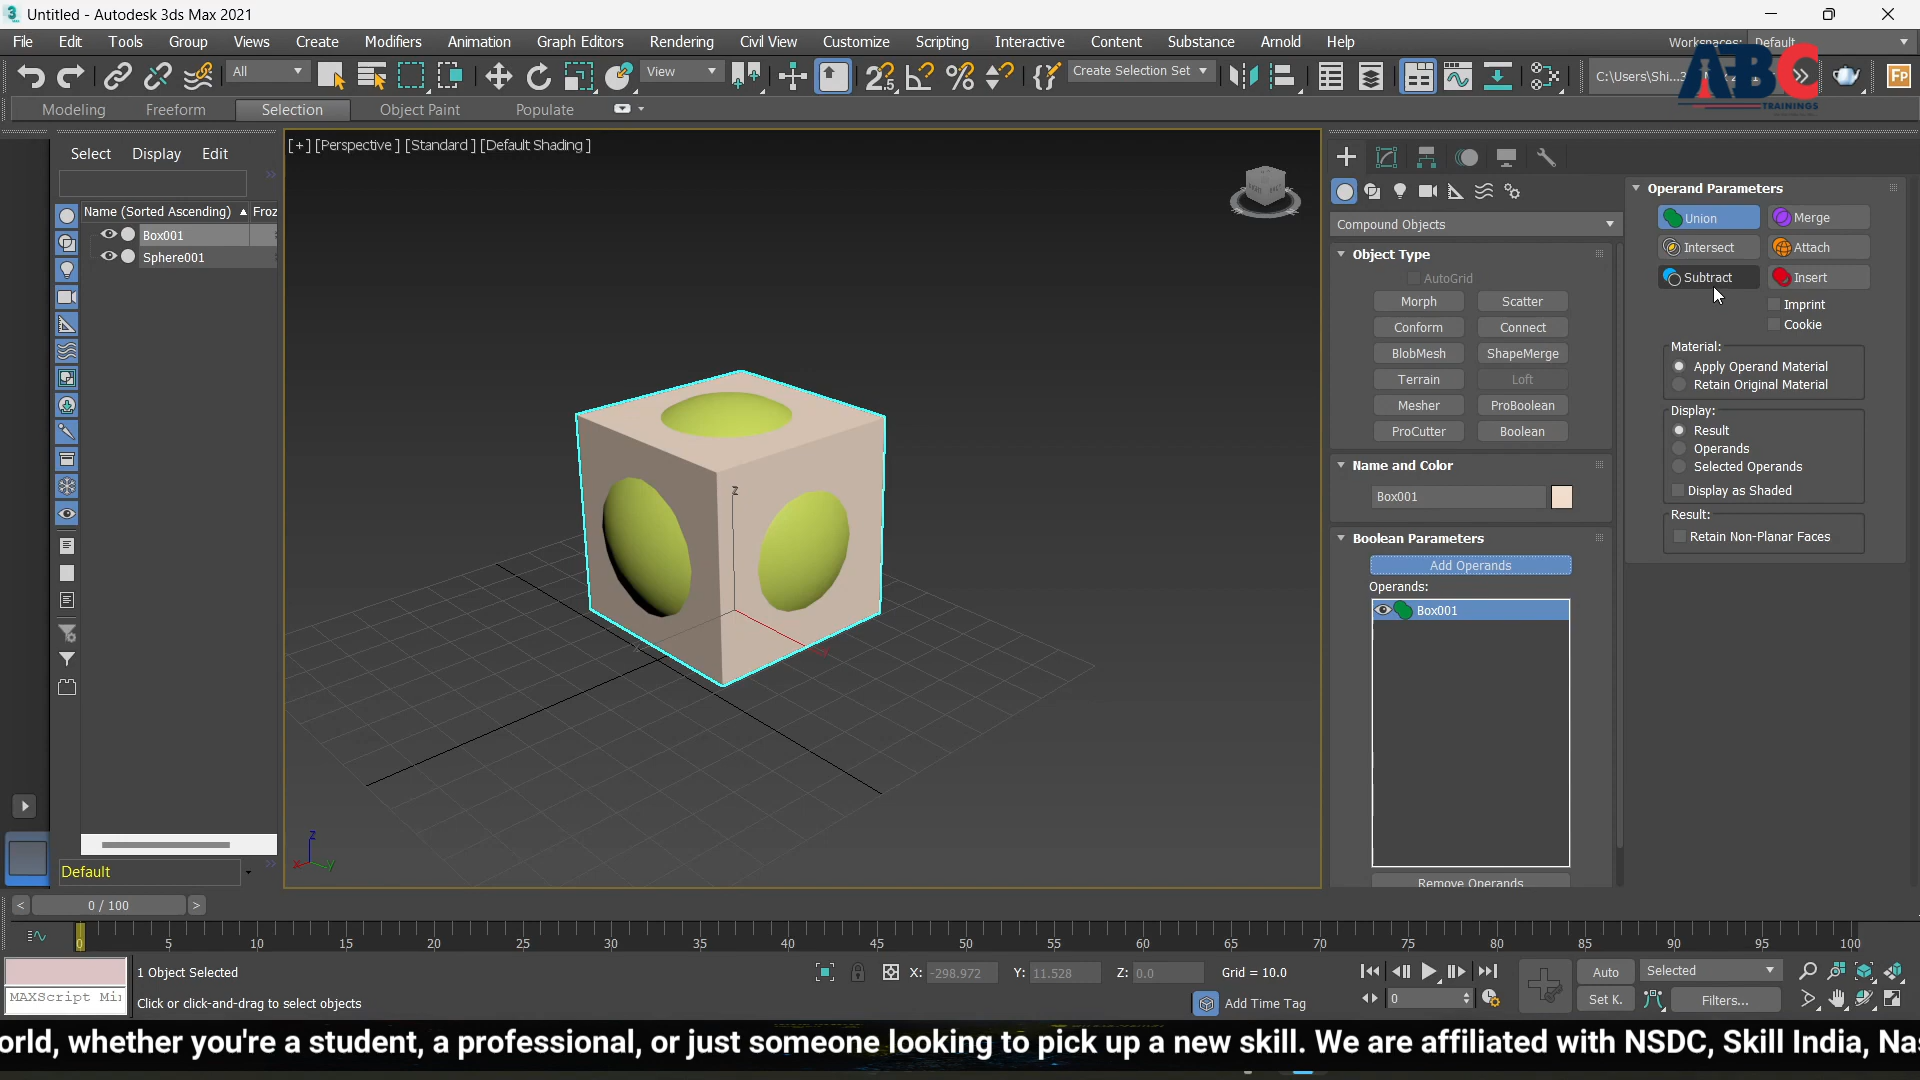 Untitled - Autodesk 3ds Max 2021
File Edit Tools Group Views Create Modifiers Animation Graph Editors Rendering Civil View Customize Scripting Interactive Content Substance Arnold Help Workspaces: Default
All View Create Selection Set C:\Users\Shi...3 ABC
TRAININGS
Modeling Freeform Selection Object Paint Populate
Select Display Edit
[+] [Perspective ] [Standard ] [Default Shading ]
Name (Sorted Ascending) Froz
Box001
Sphere001
Default
Compound Objects
Object Type
AutoGrid
Morph Scatter
Conform Connect
BlobMesh ShapeMerge
Terrain Loft
Mesher ProBoolean
ProCutter Boolean
Name and Color
Box001
Boolean Parameters
Add Operands
Operands:
Box001
Remove Operands
Operand Parameters
Union Merge
Intersect Attach
Subtract Insert
Imprint
Cookie
Material:
Apply Operand Material
Retain Original Material
Display:
Result
Operands
Selected Operands
Display as Shaded
Result:
Retain Non-Planar Faces
z
z
x y
< 0 / 100 >
0 5 10 15 20 25 30 35 40 45 50 55 60 65 70 75 80 85 90 95 100
1 Object Selected X: -298.972 Y: 11.528 Z: 0.0 Grid = 10.0 Auto Selected
MAXScript Mi Click or click-and-drag to select objects Add Time Tag 0 Set K. Filters...
orld, whether you're a student, a professional, or just someone looking to pick up a new skill. We are affiliated with NSDC, Skill India, Na